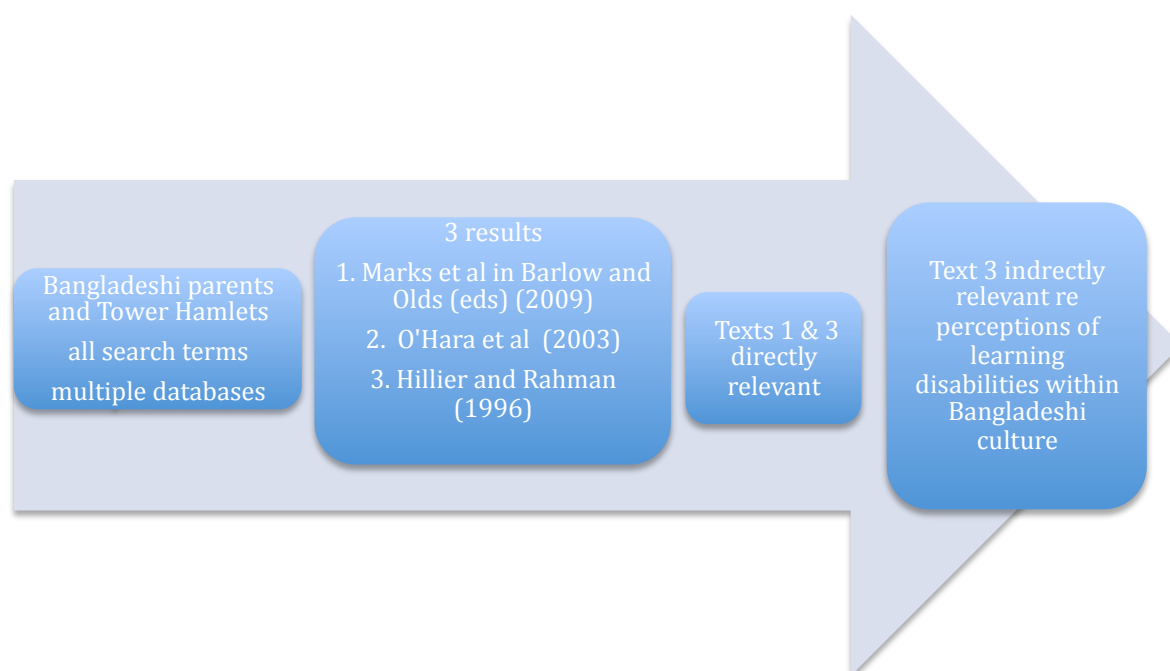 Bangladeshi parents
and Tower Hamlets
all search terms
multiple databases
3 results
1. Marks et al in Barlow and
Olds (eds) (2009)
2. O'Hara et al (2003)
3. Hillier and Rahman
(1996)
Texts 1 & 3
directly
relevant
Text 3 indrectly
relevant re
perceptions of
learning
disabilities within
Bangladeshi
culture